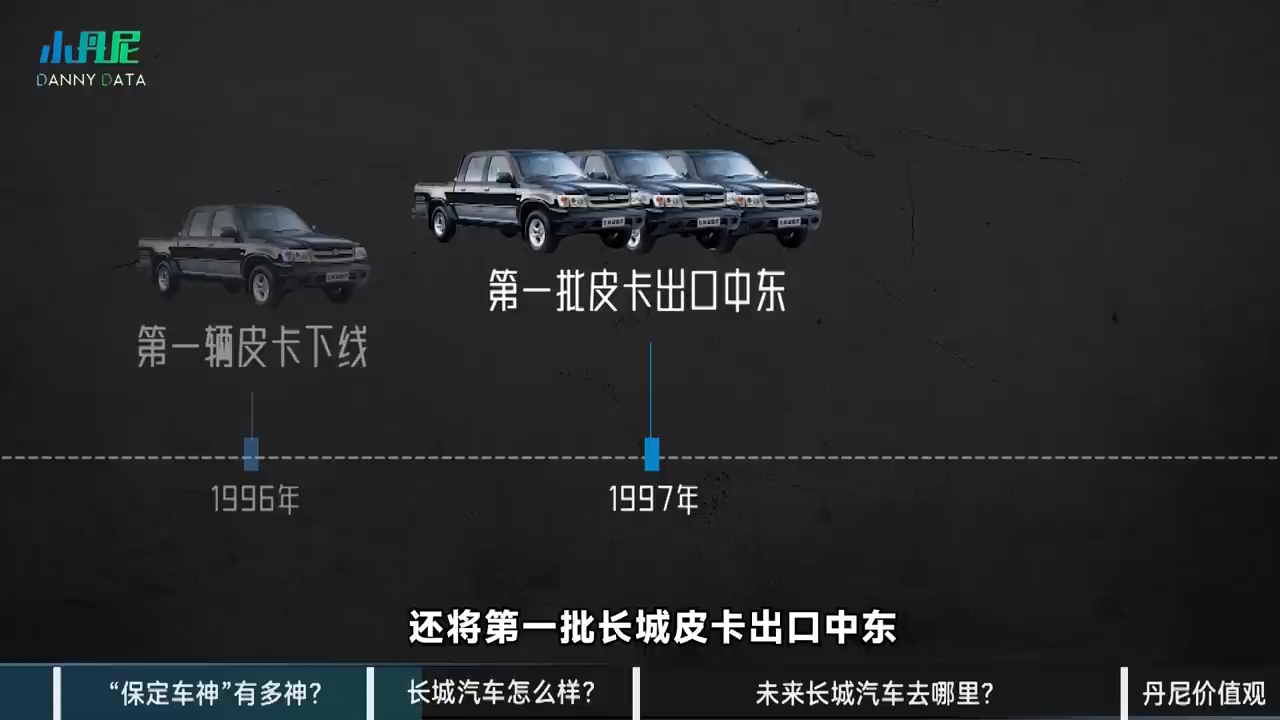 小丹尼
DANNY DATA
第一批皮卡出口中东
第一辆皮卡下线
1996年
1997年
还将第一批长城皮卡出口中东
“保定车神”有多神？
长城汽车怎么样？
未来长城汽车去哪里？
丹尼价值观